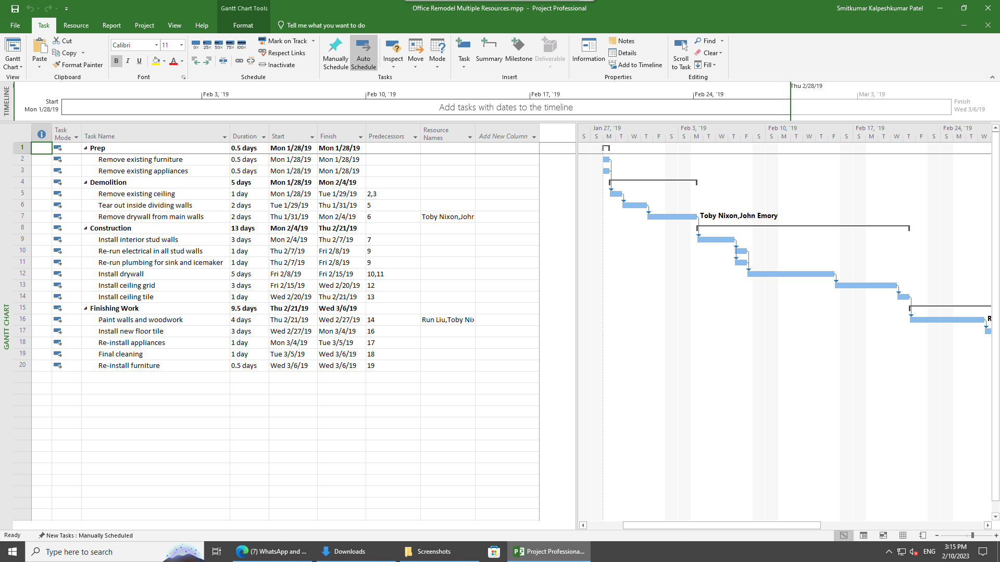 Gantt Chart Tools
Office Remodel Multiple Resources.mpp - Project Professional
Smitkumar Kalpeshkumar Patel
File Task Resource Report Project View Help Format Tell me what you want to do
Gantt Chart
View
Paste
Cut
Copy
Format Painter
Clipboard
Calibri 11
B I U A
Font
0% 25% 50% 75% 100%
Mark on Track
Respect Links
Inactivate
Schedule
Manually Schedule
Auto Schedule
Inspect Move Mode
Tasks
Task Summary Milestone Deliverable
Insert
Information
Notes
Details
Add to Timeline
Properties
Scroll to Task
Find
Clear
Fill
Editing
TIMELINE
Thu 2/28/19
Feb 3, '19 Feb 10, '19 Feb 17, '19 Feb 24, '19 Mar 3, '19
Start
Mon 1/28/19
Add tasks with dates to the timeline
Finish
Wed 3/6/19
Task Mode Task Name Duration Start Finish Predecessors Resource Names Add New Column
Jan 27, '19 Feb 3, '19 Feb 10, '19 Feb 17, '19 Feb 24, '19
S S M T W T F S S M T W T F S S M T W T F S S M T W T F S S M T W
1 Prep 0.5 days Mon 1/28/19 Mon 1/28/19
2 Remove existing furniture 0.5 days Mon 1/28/19 Mon 1/28/19
3 Remove existing appliances 0.5 days Mon 1/28/19 Mon 1/28/19
4 Demolition 5 days Mon 1/28/19 Mon 2/4/19
5 Remove existing ceiling 1 day Mon 1/28/19 Tue 1/29/19 2,3
6 Tear out inside dividing walls 2 days Tue 1/29/19 Thu 1/31/19 5
7 Remove drywall from main walls 2 days Thu 1/31/19 Mon 2/4/19 6 Toby Nixon,John Toby Nixon,John Emory
8 Construction 13 days Mon 2/4/19 Thu 2/21/19
9 Install interior stud walls 3 days Mon 2/4/19 Thu 2/7/19 7
10 Re-run electrical in all stud walls 1 day Thu 2/7/19 Fri 2/8/19 9
11 Re-run plumbing for sink and icemaker 1 day Thu 2/7/19 Fri 2/8/19 9
12 Install drywall 5 days Fri 2/8/19 Fri 2/15/19 10,11
13 Install ceiling grid 3 days Fri 2/15/19 Wed 2/20/19 12
14 Install ceiling tile 1 day Wed 2/20/19 Thu 2/21/19 13
15 Finishing Work 9.5 days Thu 2/21/19 Wed 3/6/19
16 Paint walls and woodwork 4 days Thu 2/21/19 Wed 2/27/19 14 Run Liu,Toby Nix R
17 Install new floor tile 3 days Wed 2/27/19 Mon 3/4/19 16
18 Re-install appliances 1 day Mon 3/4/19 Tue 3/5/19 17
19 Final cleaning 1 day Tue 3/5/19 Wed 3/6/19 18
20 Re-install furniture 0.5 days Wed 3/6/19 Wed 3/6/19 19
GANTT CHART
Ready New Tasks : Manually Scheduled
Type here to search
(7) WhatsApp and ...
Downloads
Screenshots
Project Professiona...
ENG
3:15 PM
2/10/2023